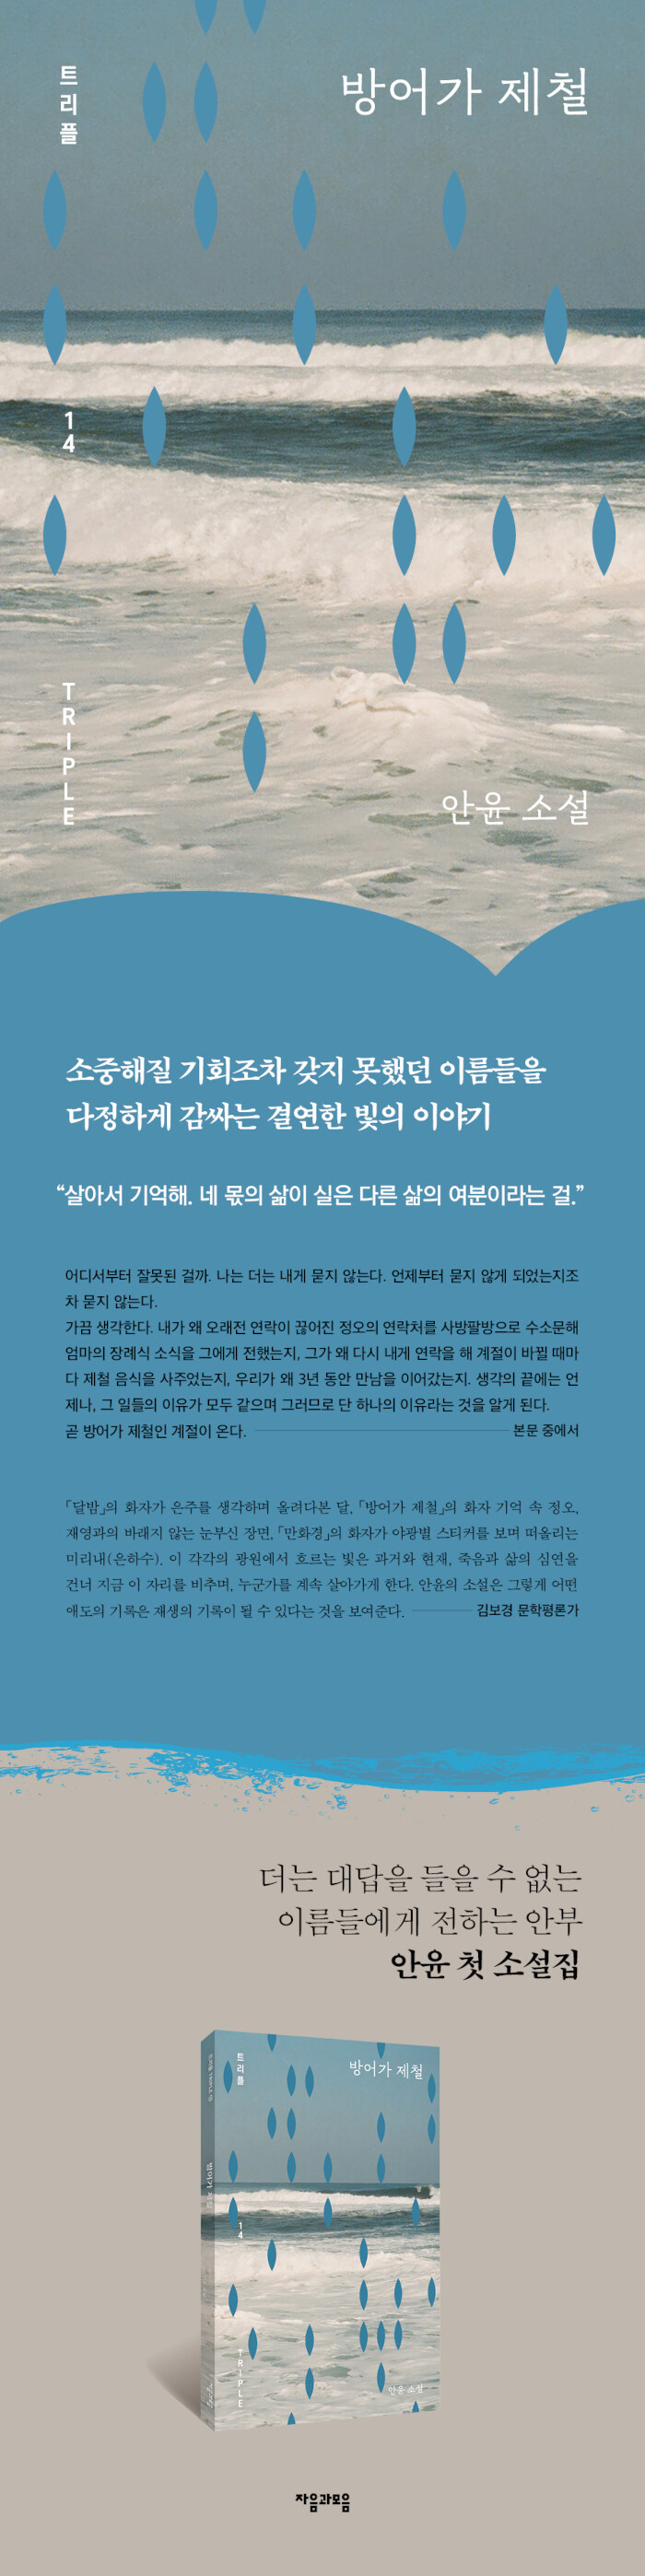 트리플
방어가 제철
14
TRIPLE
안윤 소설
소중해질 기회조차 갖지 못했던 이름들을
다정하게 감싸는 결연한 빛의 이야기
“살아서 기억해. 네 몫의 삶이 실은 다른 삶의 여분이라는 걸.”
어디서부터 잘못된 걸까. 나는 더는 내게 묻지 않는다. 언제부터 묻지 않게 되었는지조
차 묻지 않는다.
가끔 생각한다. 내가 왜 오래전 연락이 끊어진 정오의 연락처를 사방팔방으로 수소문해
엄마의 장례식 소식을 그에게 전했는지, 그가 왜 다시 내게 연락을 해 계절이 바뀔 때마
다 제철 음식을 사주었는지, 우리가 왜 3년 동안 만남을 이어갔는지. 생각의 끝에는 언
제나, 그 일들의 이유가 모두 같으며 그러므로 단 하나의 이유라는 것을 알게 된다.
곧 방어가 제철인 계절이 온다. 본문 중에서
「달밤」의 화자가 은주를 생각하며 올려다본 달, 「방어가 제철」의 화자 기억 속 정오,
재영과의 바래지 않는 눈부신 장면, 「만화경」의 화자가 야광별 스티커를 보며 떠올리는
미리내(은하수). 이 각각의 광원에서 흐르는 빛은 과거와 현재, 죽음과 삶의 심연을
건너 지금 이 자리를 비추며, 누군가를 계속 살아가게 한다. 안윤의 소설은 그렇게 어떤
애도의 기록은 재생의 기록이 될 수 있다는 것을 보여준다. 김보경 문학평론가
더는 대답을 들을 수 없는
이름들에게 전하는 안부
안윤 첫 소설집
트리플
방어가 제철
방어가 제철
14
TRIPLE
안윤 소설
자음과모음